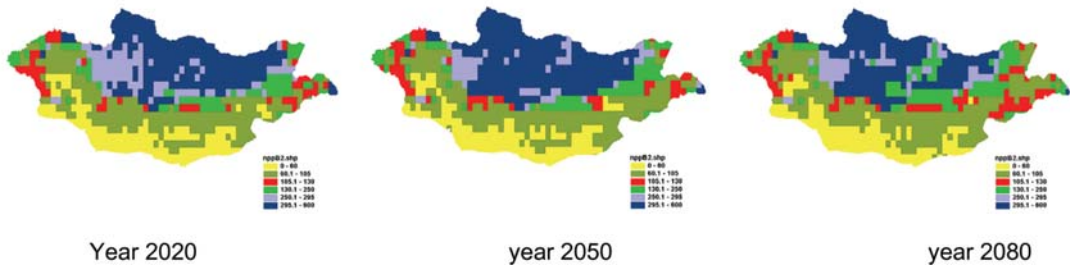 nppB2.shp
0 - 60
60.1 - 105
105.1 - 130
130.1 - 250
250.1 - 295
295.1 - 600
nppB2.shp
0 - 60
60.1 - 105
105.1 - 130
130.1 - 250
250.1 - 295
295.1 - 600
nppB2.shp
0 - 60
60.1 - 105
105.1 - 130
130.1 - 250
250.1 - 295
295.1 - 600
Year 2020
year 2050
year 2080